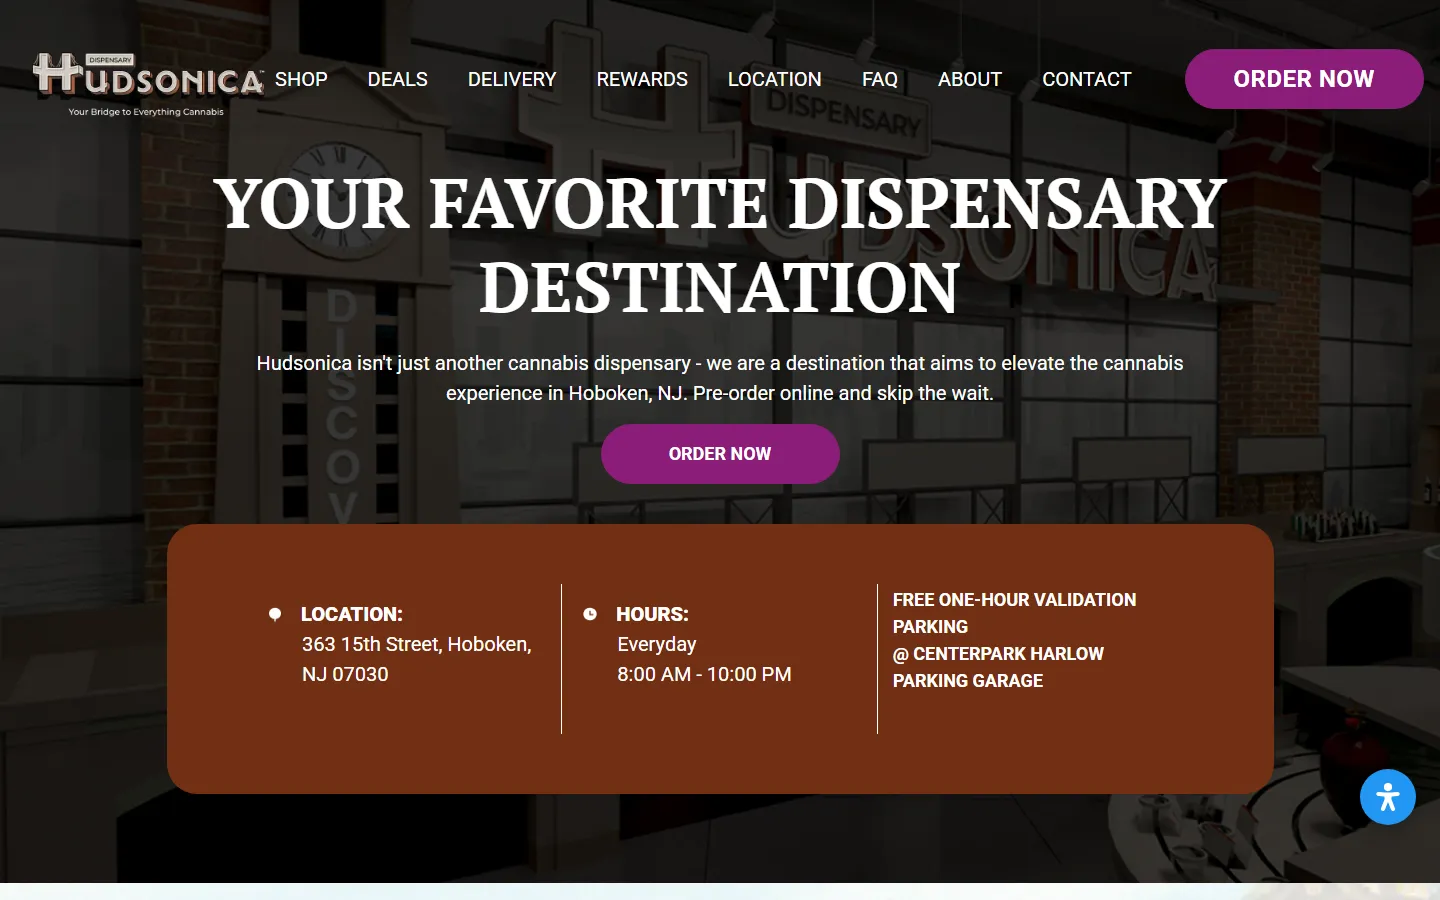 DISPENSARY
HUDSONICA
Your Bridge to Everything Cannabis
SHOP
DEALS
DELIVERY
REWARDS
LOCATION
FAQ
ABOUT
CONTACT
ORDER NOW
DISPENSARY
HUDSONICA
DISCOV
YOUR FAVORITE DISPENSARY
DESTINATION
Hudsonica isn't just another cannabis dispensary - we are a destination that aims to elevate the cannabis
experience in Hoboken, NJ. Pre-order online and skip the wait.
ORDER NOW
LOCATION:
363 15th Street, Hoboken,
NJ 07030
HOURS:
Everyday
8:00 AM - 10:00 PM
FREE ONE-HOUR VALIDATION
PARKING
@ CENTERPARK HARLOW
PARKING GARAGE